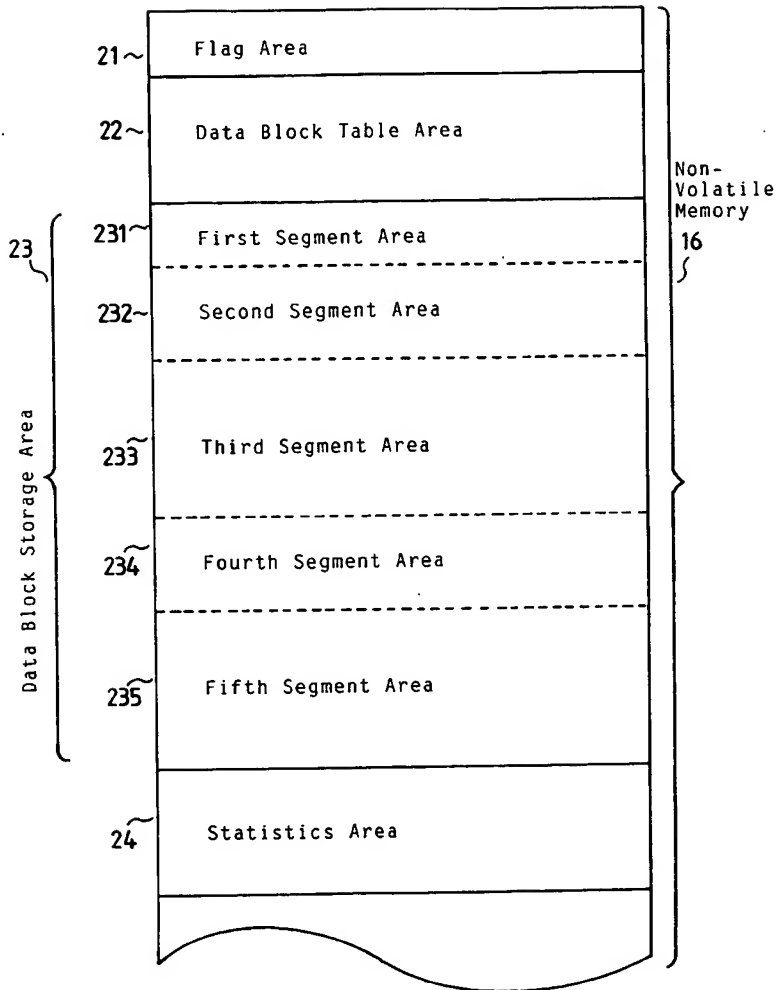 21 Flag Area
22 Data Block Table Area
Non-
Volatile
Memory
16
23
Data Block Storage Area
231 First Segment Area
232 Second Segment Area
233 Third Segment Area
234 Fourth Segment Area
235 Fifth Segment Area
24 Statistics Area